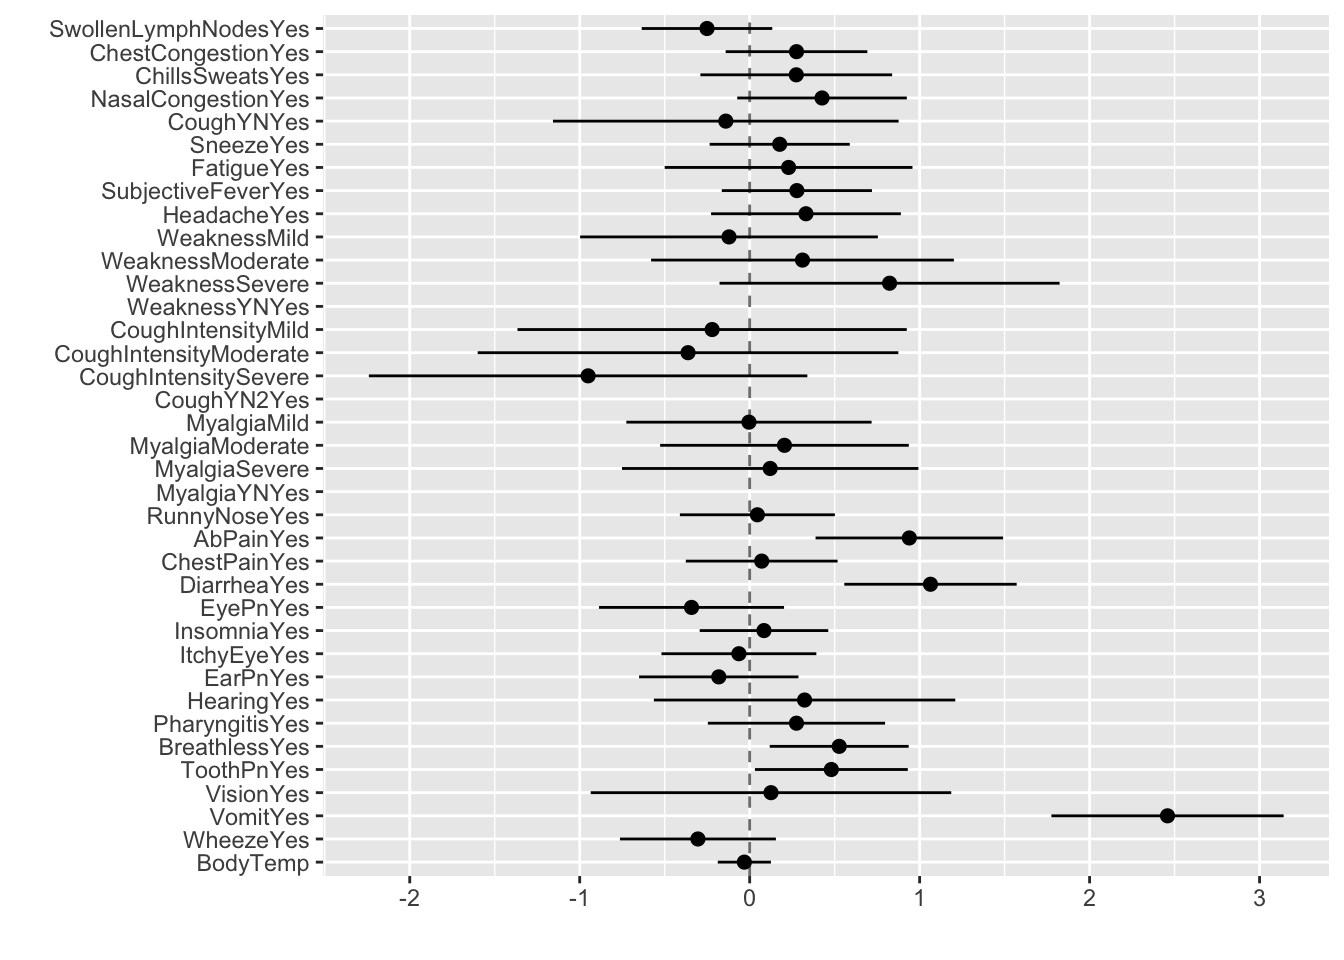 SwollenLymphNodesYes
ChestCongestionYes
ChillsSweatsYes
NasalCongestionYes
CoughYNYes
SneezeYes
FatigueYes
SubjectiveFeverYes
HeadacheYes
WeaknessMild
WeaknessModerate
WeaknessSevere
WeaknessYNYes
CoughIntensityMild
CoughIntensityModerate
CoughIntensitySevere
CoughYN2Yes
MyalgiaMild
MyalgiaModerate
MyalgiaSevere
MyalgiaYNYes
RunnyNoseYes
AbPainYes
ChestPainYes
DiarrheaYes
EyePnYes
InsomniaYes
ItchyEyeYes
EarPnYes
HearingYes
PharyngitisYes
BreathlessYes
ToothPnYes
VisionYes
VomitYes
WheezeYes
BodyTemp
-2 -1 0 1 2 3